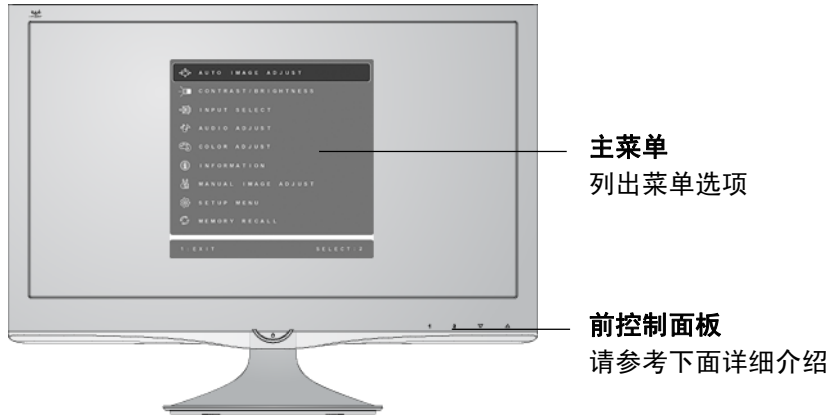 AUTO IMAGE ADJUST
CONTRAST/BRIGHTNESS
INPUT SELECT
AUDIO ADJUST
COLOR ADJUST
INFORMATION
MANUAL IMAGE ADJUST
SETUP MENU
MEMORY RECALL
1:EXIT SELECT:2
主菜单
列出菜单选项
1 2 ▽ △
前控制面板
请参考下面详细介绍